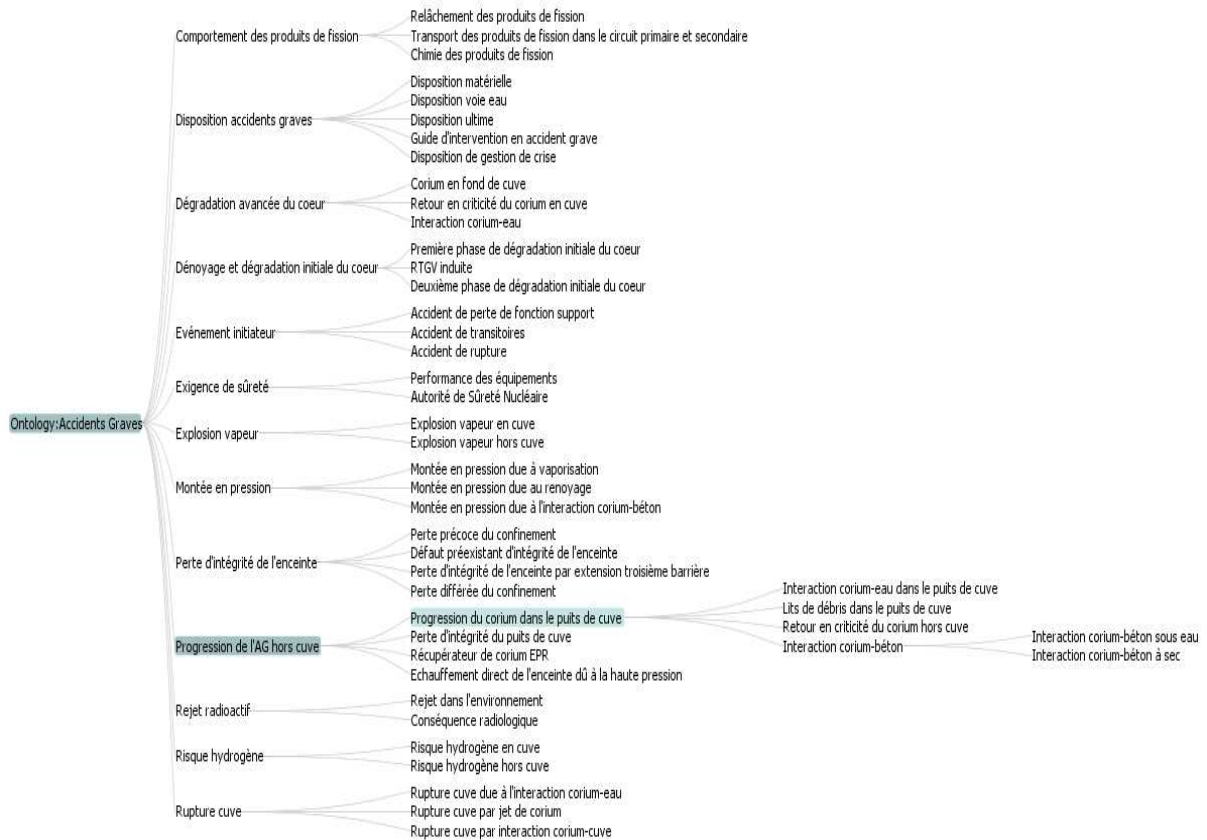 Ontology:Accidents Graves
Comportement des produits de fission
Relâchement des produits de fission
Transport des produits de fission dans le circuit primaire et secondaire
Chimie des produits de fission
Disposition accidents graves
Disposition matérielle
Disposition voie eau
Disposition ultime
Guide d'intervention en accident grave
Disposition de gestion de crise
Dégradation avancée du coeur
Corium en fond de cuve
Retour en criticité du corium en cuve
Interaction corium-eau
Dénoyage et dégradation initiale du coeur
Première phase de dégradation initiale du coeur
RTGV induite
Deuxième phase de dégradation initiale du coeur
Evénement initiateur
Accident de perte de fonction support
Accident de transitoires
Accident de rupture
Exigence de sûreté
Performance des équipements
Autorité de Sûreté Nucléaire
Explosion vapeur
Explosion vapeur en cuve
Explosion vapeur hors cuve
Montée en pression
Montée en pression due à vaporisation
Montée en pression due au renoyage
Montée en pression due à l'interaction corium-béton
Perte d'intégrité de l'enceinte
Perte précoce du confinement
Défaut préexistant d'intégrité de l'enceinte
Perte d'intégrité de l'enceinte par extension troisième barrière
Perte différée du confinement
Progression de l'AG hors cuve
Progression du corium dans le puits de cuve
Interaction corium-eau dans le puits de cuve
Lits de débris dans le puits de cuve
Retour en criticité du corium hors cuve
Interaction corium-béton
Interaction corium-béton sous eau
Interaction corium-béton à sec
Perte d'intégrité du puits de cuve
Récupérateur de corium EPR
Echauffement direct de l'enceinte dû à la haute pression
Rejet radioactif
Rejet dans l'environnement
Conséquence radiologique
Risque hydrogène
Risque hydrogène en cuve
Risque hydrogène hors cuve
Rupture cuve
Rupture cuve due à l'interaction corium-eau
Rupture cuve par jet de corium
Rupture cuve par interaction corium-cuve